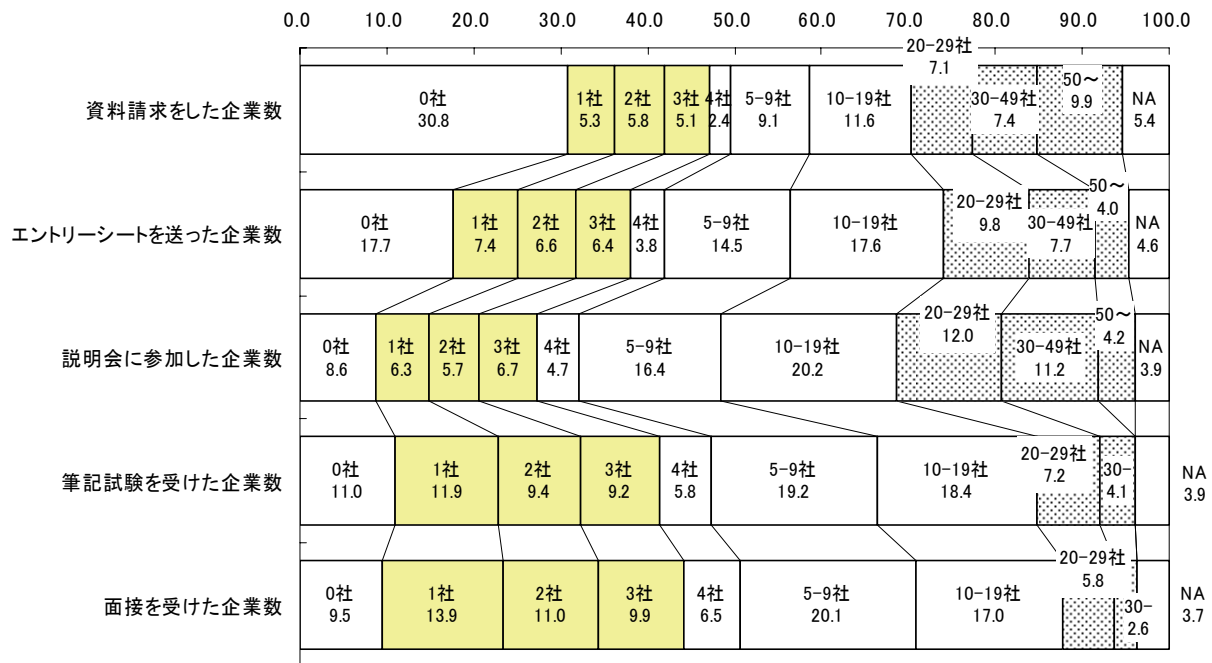 0.0 10.0 20.0 30.0 40.0 50.0 60.0 70.0 80.0 90.0 100.0
資料請求をした企業数
0社 1社 2社 3社 4社 5-9社 10-19社 20-29社 30-49社 50～ NA
30.8 5.3 5.8 5.1 2.4 9.1 11.6 7.1 7.4 9.9 5.4
エントリーシートを送った企業数
0社 1社 2社 3社 4社 5-9社 10-19社 20-29社 30-49社 50～ NA
17.7 7.4 6.6 6.4 3.8 14.5 17.6 9.8 7.7 4.0 4.6
説明会に参加した企業数
0社 1社 2社 3社 4社 5-9社 10-19社 20-29社 30-49社 50～ NA
8.6 6.3 5.7 6.7 4.7 16.4 20.2 12.0 11.2 4.2 3.9
筆記試験を受けた企業数
0社 1社 2社 3社 4社 5-9社 10-19社 20-29社 30- NA
11.0 11.9 9.4 9.2 5.8 19.2 18.4 7.2 4.1 3.9
面接を受けた企業数
0社 1社 2社 3社 4社 5-9社 10-19社 20-29社 30- NA
9.5 13.9 11.0 9.9 6.5 20.1 17.0 5.8 2.6 3.7